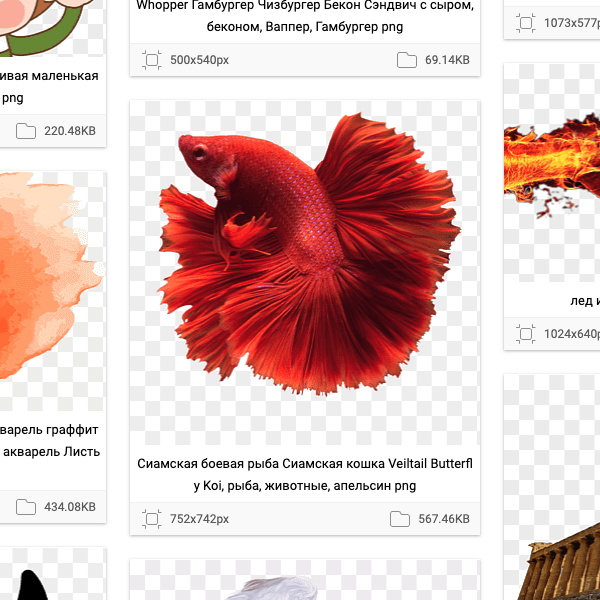 Whopper Гамбургер Чизбургер Бекон Сэндвич с сыром,
беконом, Ваппер, Гамбургер png
500x540px
69.14KB
ивая маленькая
png
220.48KB
варель граффит
акварель Листь
434.08KB
Сиамская боевая рыба Сиамская кошка Veiltail Butterfl
y Koi, рыба, животные, апельсин png
752x742px
567.46KB
1073x577p
лед и
1024x640p